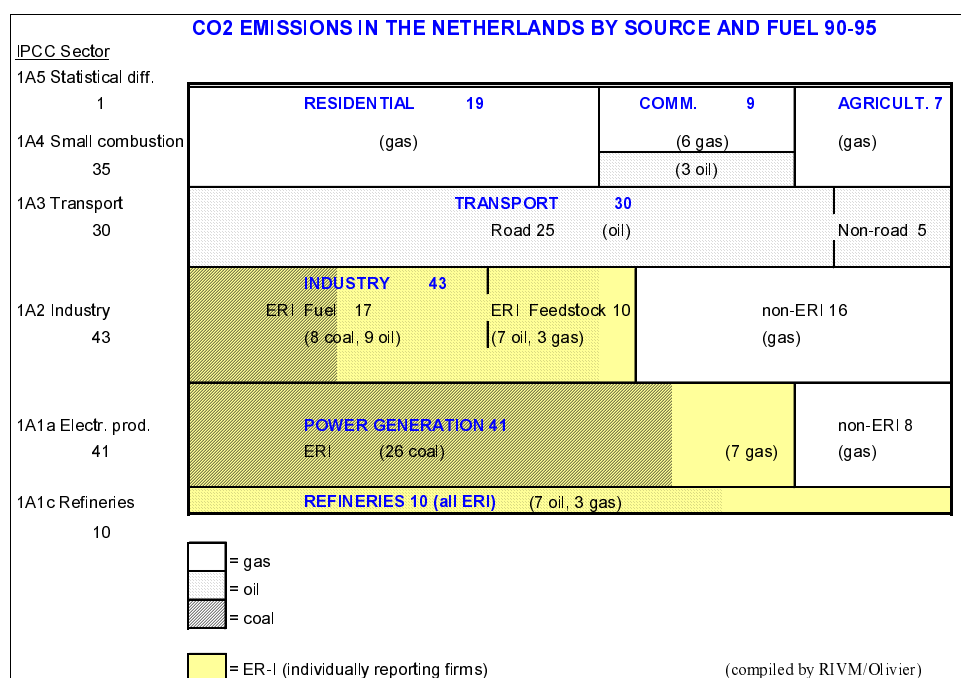 CO2 EMISSIONS IN THE NETHERLANDS BY SOURCE AND FUEL 90-95
IPCC Sector
1A5 Statistical diff.
1
RESIDENTIAL 19
COMM. 9
AGRICULT. 7
1A4 Small combustion
(gas)
(6 gas)
(gas)
35
(3 oil)
1A3 Transport
TRANSPORT 30
30
Road 25 (oil)
Non-road 5
INDUSTRY 43
1A2 Industry
ERI Fuel 17
ERI Feedstock 10
non-ERI 16
43
(8 coal, 9 oil)
(7 oil, 3 gas)
(gas)
1A1a Electr. prod.
POWER GENERATION 41
non-ERI 8
41
ERI (26 coal)
(7 gas)
(gas)
1A1c Refineries
REFINERIES 10 (all ERI) (7 oil, 3 gas)
10
= gas
= oil
= coal
= ER-I (individually reporting firms)
(compiled by RIVM/Olivier)